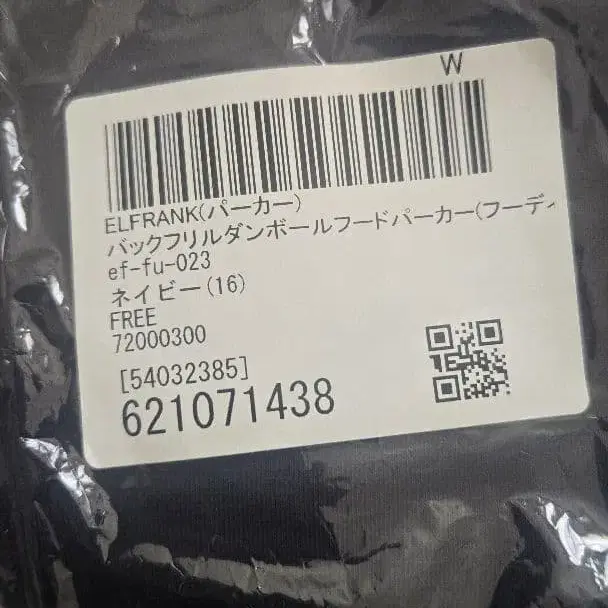 W
ELFRANK(パーカー)
バックフリルダンボールフードパーカー(フーディ
ef-fu-023
ネイビー(16)
FREE
72000300
[54032385]
621071438